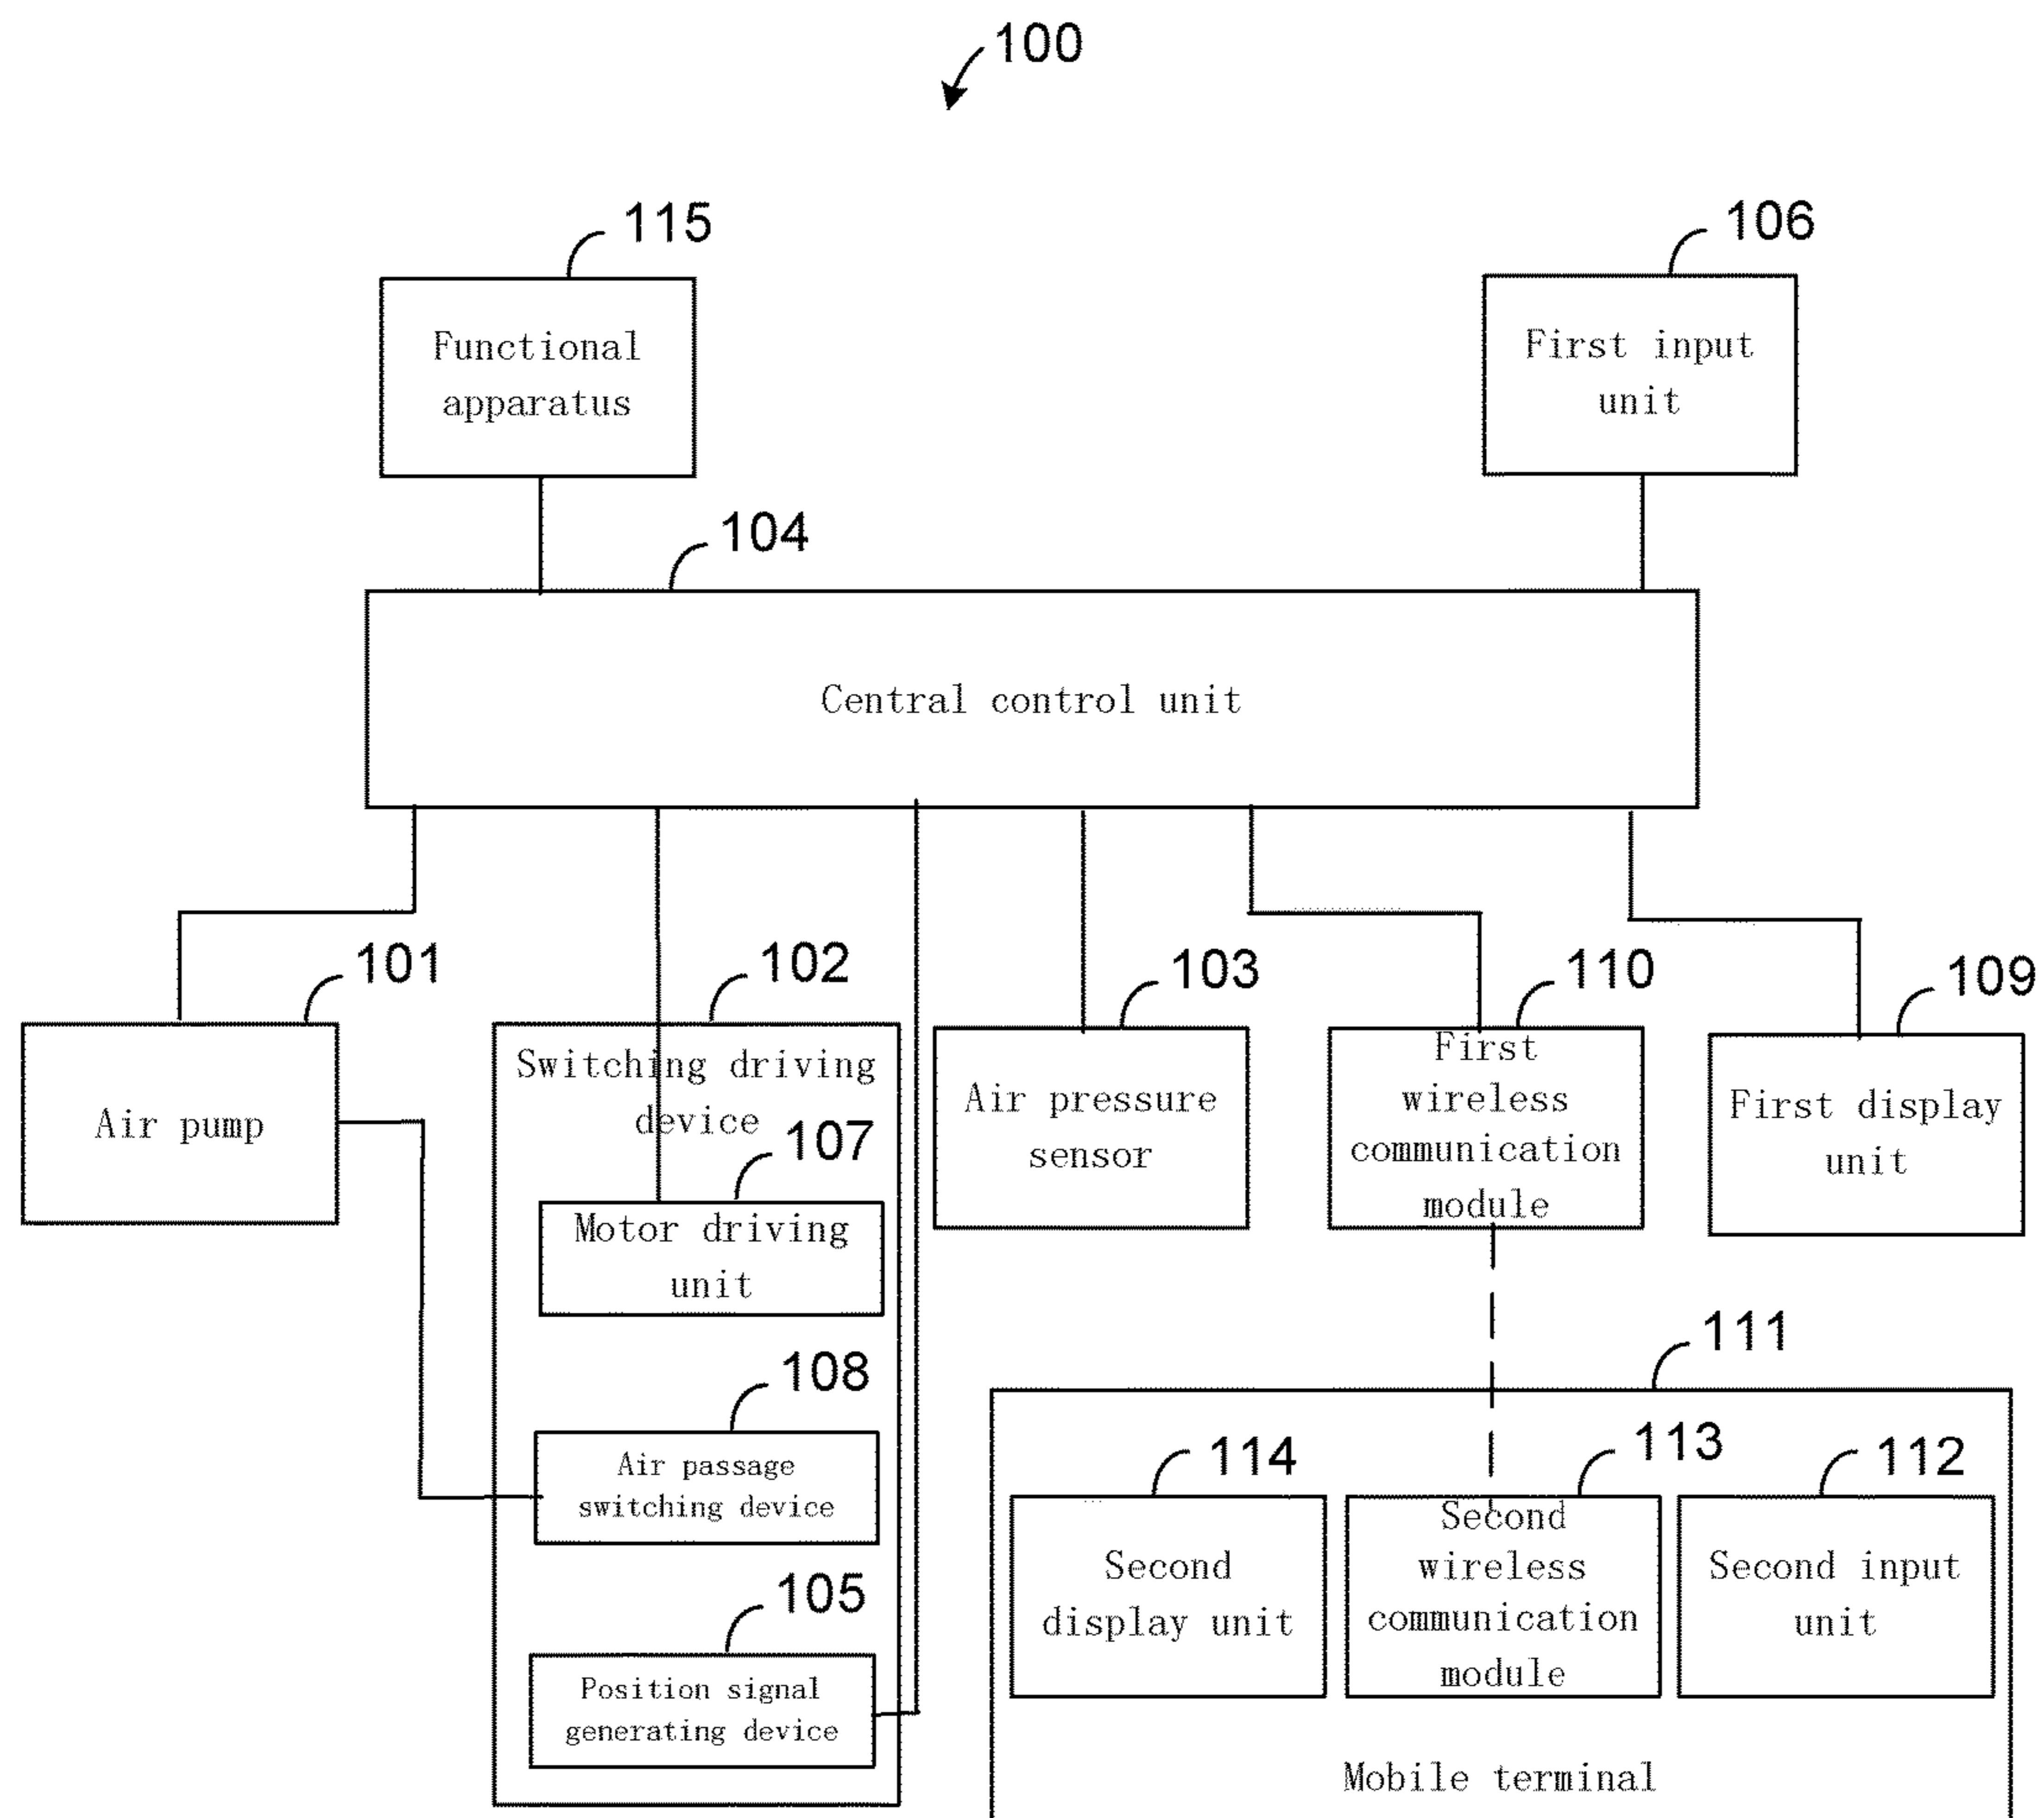 100
115
106
Functional
apparatus
First input
unit
104
Central control unit
101
102
103
110
109
Air pump
Switching driving
device
107
Motor driving
unit
108
Air passage
switching device
105
Position signal
generating device
Air pressure
sensor
First
wireless
communication
module
First display
unit
111
114
113
112
Second
display unit
Second
wireless
communication
module
Second input
unit
Mobile terminal